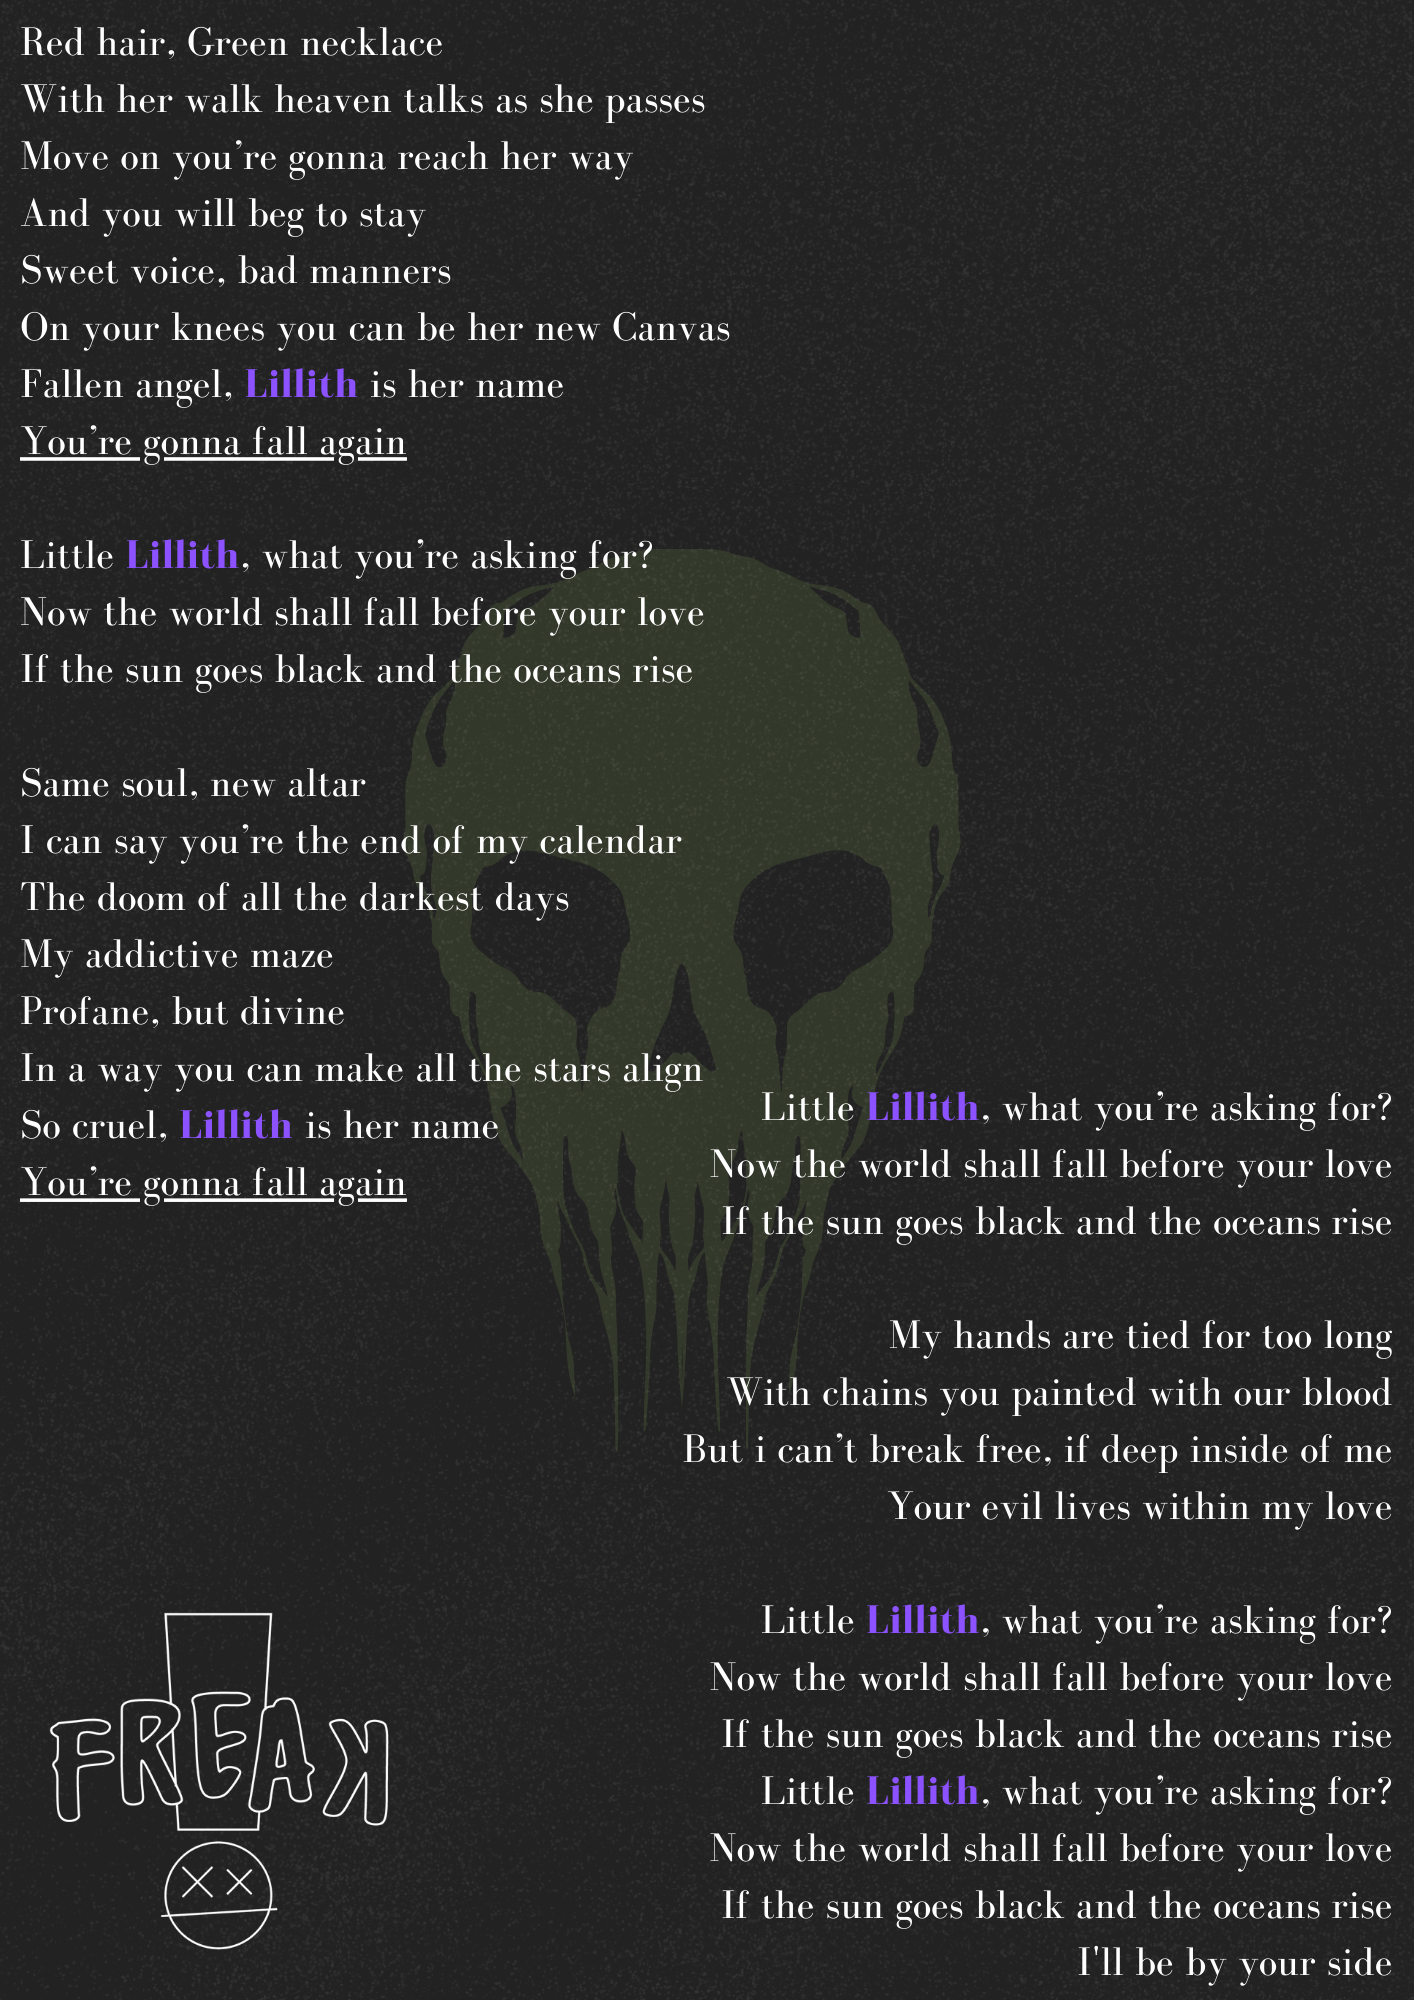 Red hair, Green necklace
With her walk heaven talks as she passes
Move on you’re gonna reach her way
And you will beg to stay
Sweet voice, bad manners
On your knees you can be her new Canvas
Fallen angel, Lillith is her name
You’re gonna fall again
Little Lillith, what you’re asking for?
Now the world shall fall before your love
If the sun goes black and the oceans rise
Same soul, new altar
I can say you’re the end of my calendar
The doom of all the darkest days
My addictive maze
Profane, but divine
In a way you can make all the stars align
So cruel, Lillith is her name
You’re gonna fall again
Little Lillith, what you’re asking for?
Now the world shall fall before your love
If the sun goes black and the oceans rise
My hands are tied for too long
With chains you painted with our blood
But i can’t break free, if deep inside of me
Your evil lives within my love
Little Lillith, what you’re asking for?
Now the world shall fall before your love
If the sun goes black and the oceans rise
Little Lillith, what you’re asking for?
Now the world shall fall before your love
If the sun goes black and the oceans rise
I'll be by your side
FREAK